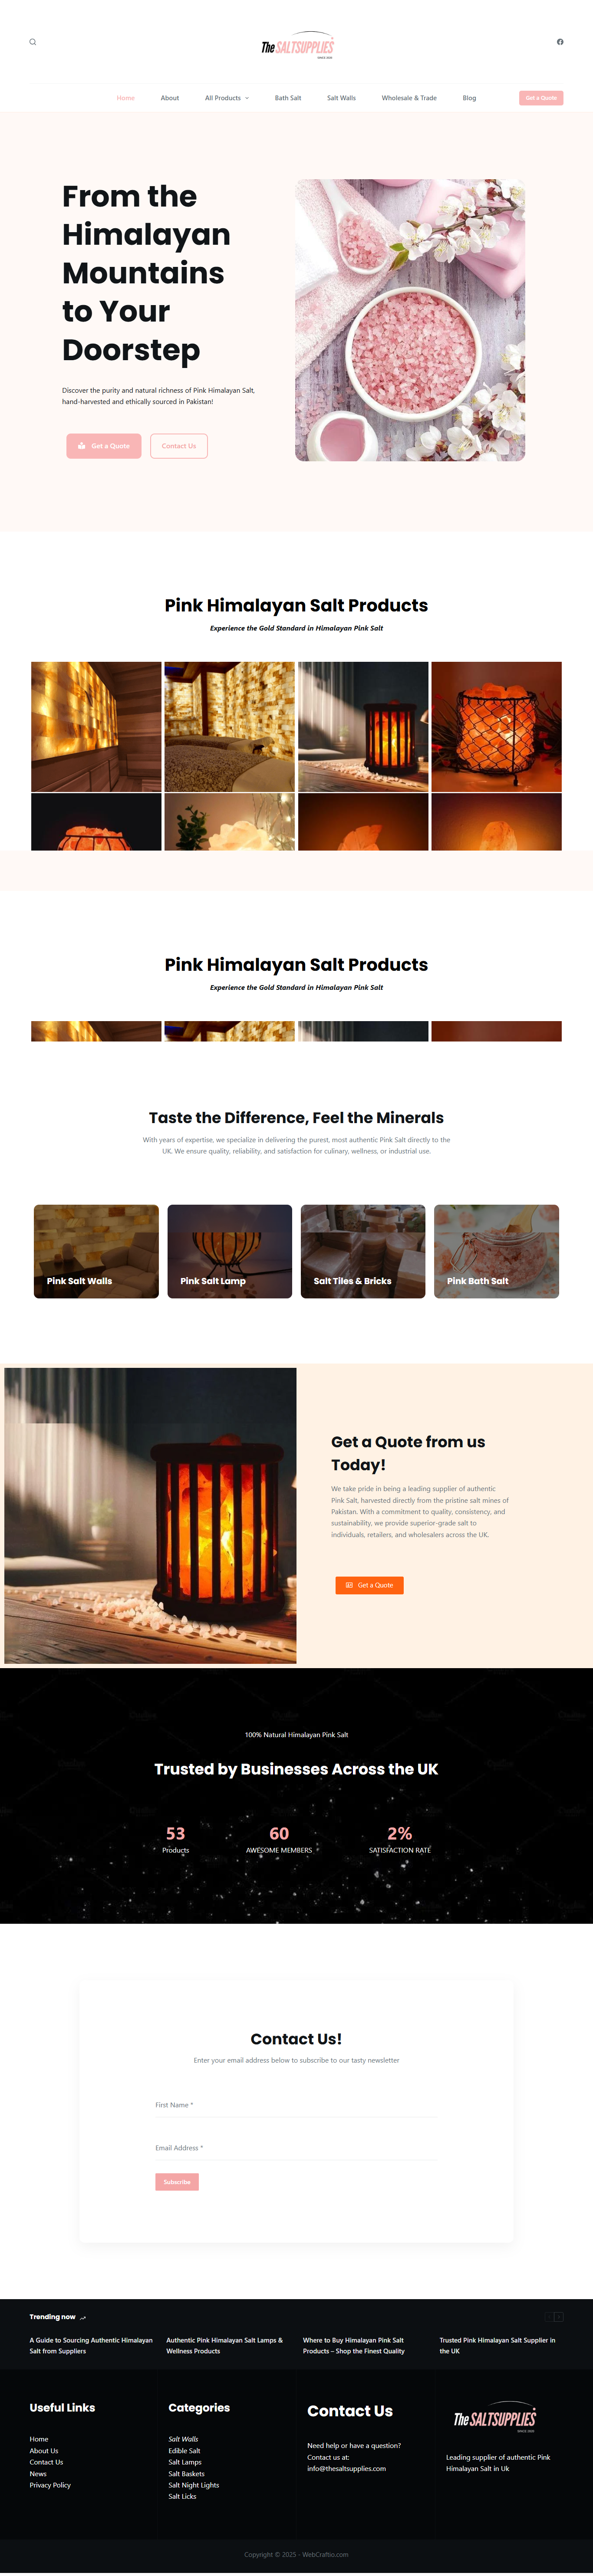 The SALTSUPPLIES
SINCE 2005
Home
About
All Products
Bath Salt
Salt Walls
Wholesale & Trade
Blog
Get a Quote
From the
Himalayan
Mountains
to Your
Doorstep
Discover the purity and natural richness of Pink Himalayan Salt,
hand-harvested and ethically sourced in Pakistan!
Get a Quote
Contact Us
Pink Himalayan Salt Products
Experience the Gold Standard in Himalayan Pink Salt
Pink Himalayan Salt Products
Experience the Gold Standard in Himalayan Pink Salt
Taste the Difference, Feel the Minerals
With years of expertise, we specialize in delivering the purest, most authentic Pink Salt directly to the
UK. We ensure quality, reliability, and satisfaction for culinary, wellness, or industrial use.
Pink Salt Walls
Pink Salt Lamp
Salt Tiles & Bricks
Pink Bath Salt
Get a Quote from us
Today!
We take pride in being a leading supplier of authentic
Pink Salt, harvested directly from the pristine salt mines of
Pakistan. With a commitment to quality, consistency, and
sustainability, we provide superior-grade salt to
individuals, retailers, and wholesalers across the UK.
Get a Quote
100% Natural Himalayan Pink Salt
Trusted by Businesses Across the UK
53
Products
60
AWESOME MEMBERS
2%
SATISFACTION RATE
Contact Us!
Enter your email address below to subscribe to our tasty newsletter
First Name *
Email Address *
Subscribe
Trending now
A Guide to Sourcing Authentic Himalayan
Salt from Suppliers
Authentic Pink Himalayan Salt Lamps &
Wellness Products
Where to Buy Himalayan Pink Salt
Products – Shop the Finest Quality
Trusted Pink Himalayan Salt Supplier in
the UK
Useful Links
Home
About Us
Contact Us
News
Privacy Policy
Categories
Salt Walls
Edible Salt
Salt Lamps
Salt Baskets
Salt Night Lights
Salt Licks
Contact Us
Need help or have a question?
Contact us at:
info@thesaltsupplies.com
The SALTSUPPLIES
Leading supplier of authentic Pink
Himalayan Salt in Uk
Copyright © 2025 - WebCraftio.com